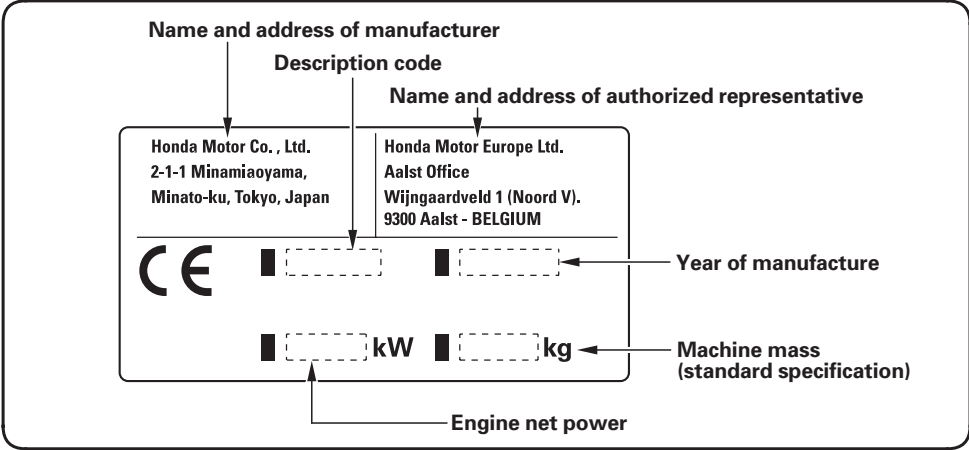 Name and address of manufacturer
Description code
Name and address of authorized representative
Honda Motor Co. , Ltd.
2-1-1 Minamiaoyama,
Minato-ku, Tokyo, Japan
Honda Motor Europe Ltd.
Aalst Office
Wijngaardveld 1 (Noord V).
9300 Aalst - BELGIUM
CE
Year of manufacture
kW
kg
Machine mass
(standard specification)
Engine net power